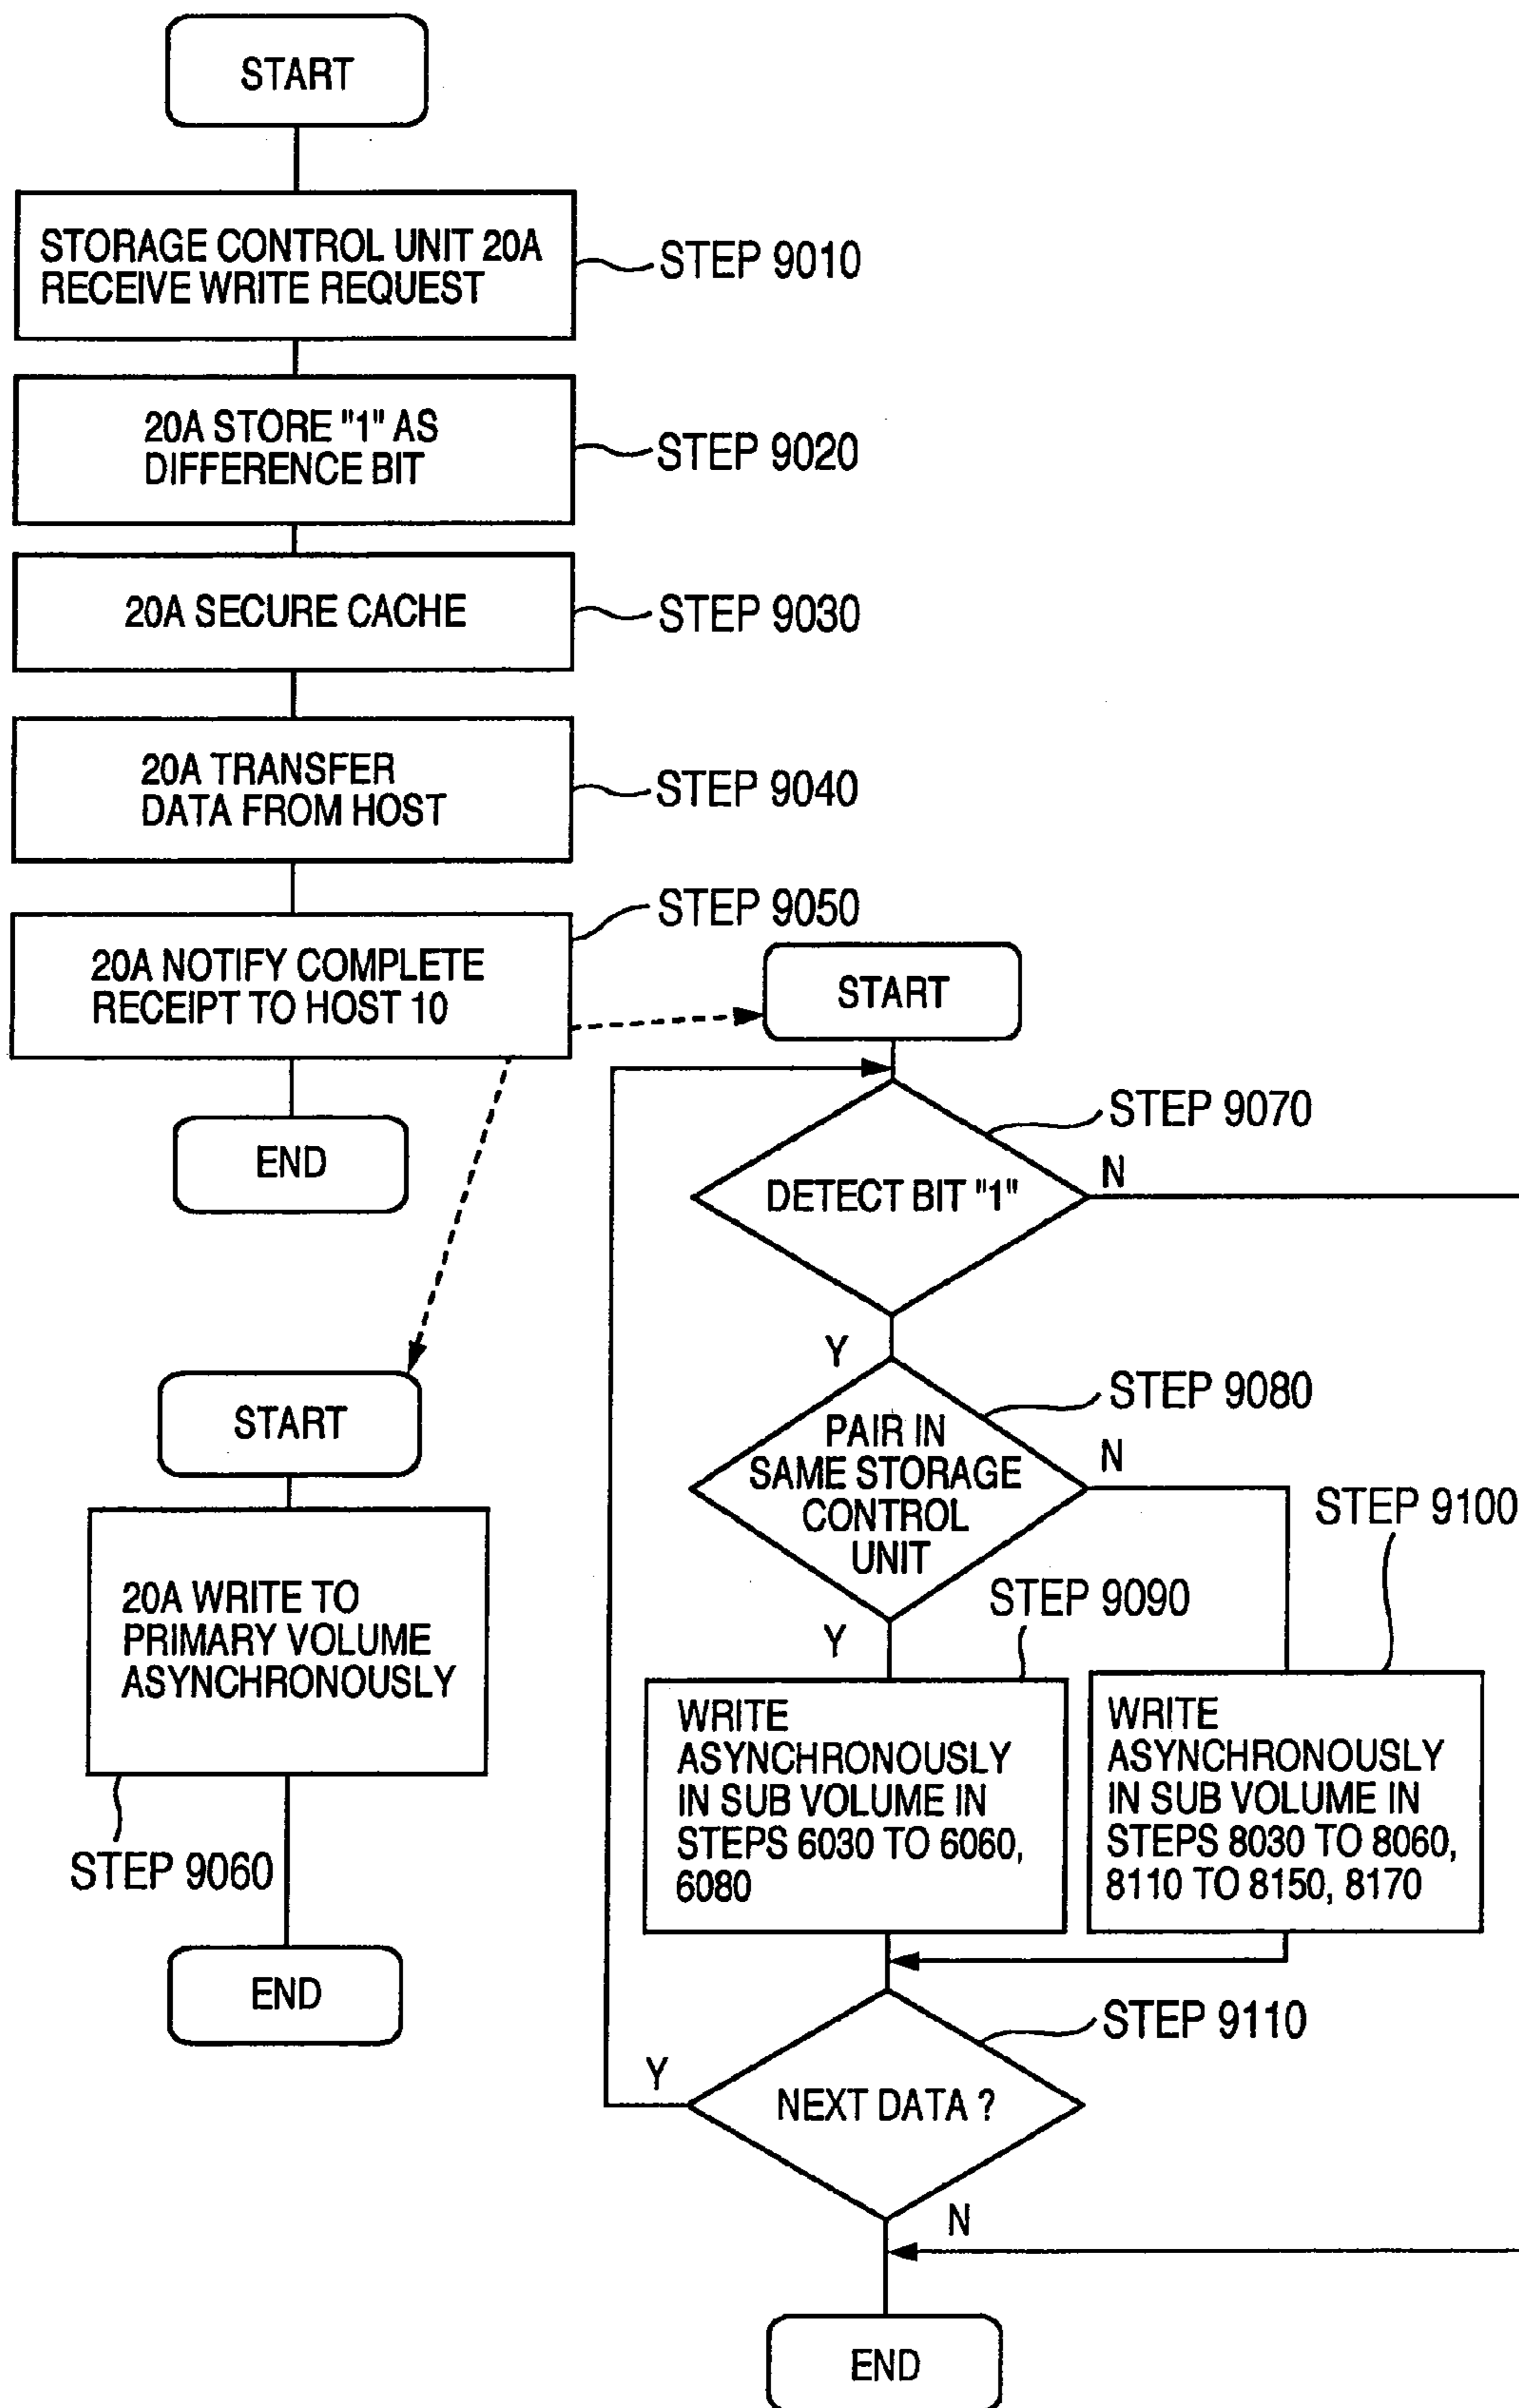 START
STORAGE CONTROL UNIT 20A
RECEIVE WRITE REQUEST
STEP 9010
20A STORE "1" AS
DIFFERENCE BIT
STEP 9020
20A SECURE CACHE
STEP 9030
20A TRANSFER
DATA FROM HOST
STEP 9040
20A NOTIFY COMPLETE
RECEIPT TO HOST 10
STEP 9050
END
START
20A WRITE TO
PRIMARY VOLUME
ASYNCHRONOUSLY
STEP 9060
END
START
DETECT BIT "1"
STEP 9070
N
Y
PAIR IN
SAME STORAGE
CONTROL
UNIT
STEP 9080
N
Y
STEP 9090
WRITE
ASYNCHRONOUSLY
IN SUB VOLUME IN
STEPS 6030 TO 6060,
6080
STEP 9100
WRITE
ASYNCHRONOUSLY
IN SUB VOLUME IN
STEPS 8030 TO 8060,
8110 TO 8150, 8170
STEP 9110
Y
NEXT DATA ?
N
END